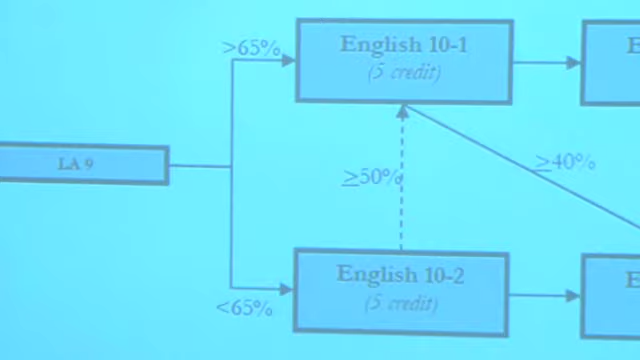 >65%
English 10-1
(5 credit)
E
LA 9
≥50%
≥40%
English 10-2
(5 credit)
E
<65%